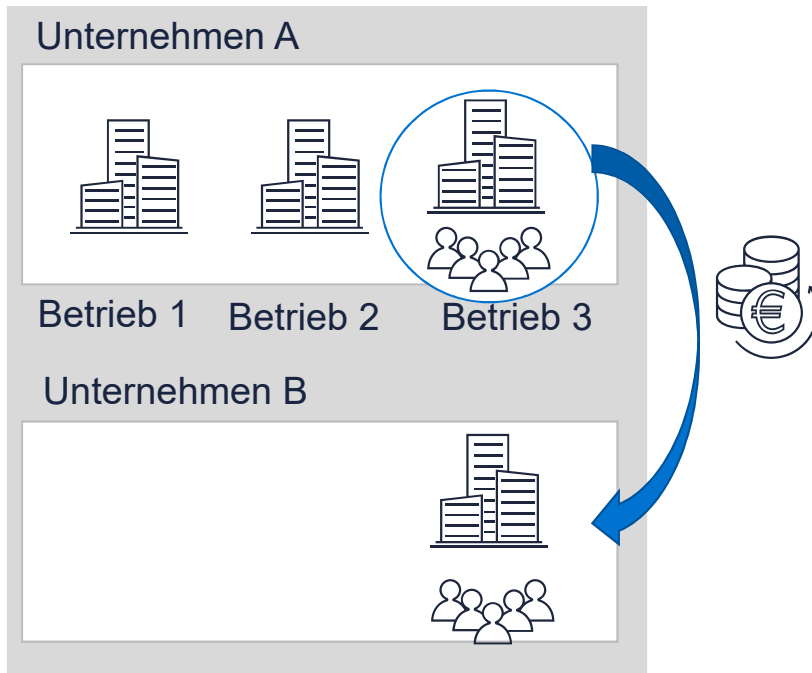 Unternehmen A
Betrieb 1
Betrieb 2
Betrieb 3
Unternehmen B
€